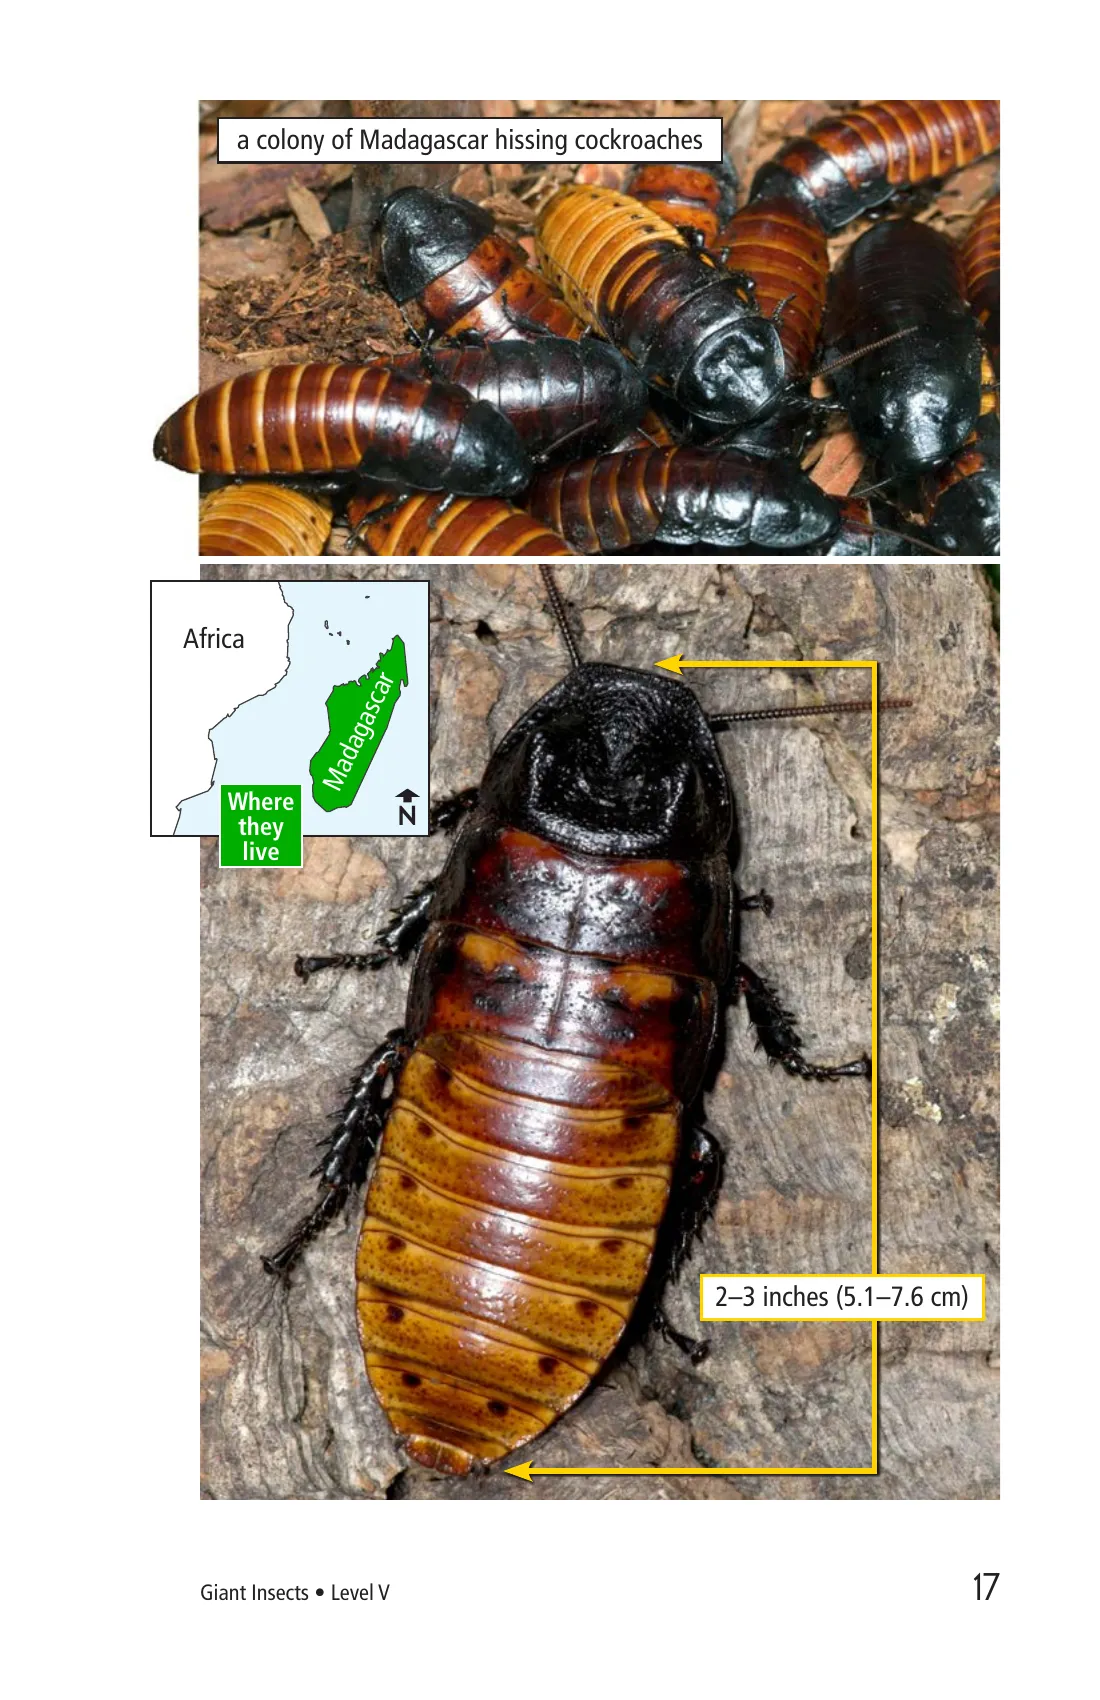 a colony of Madagascar hissing cockroaches
Africa
Madagascar
N
Where
they
live
2–3 inches (5.1–7.6 cm)
Giant Insects • Level V
17